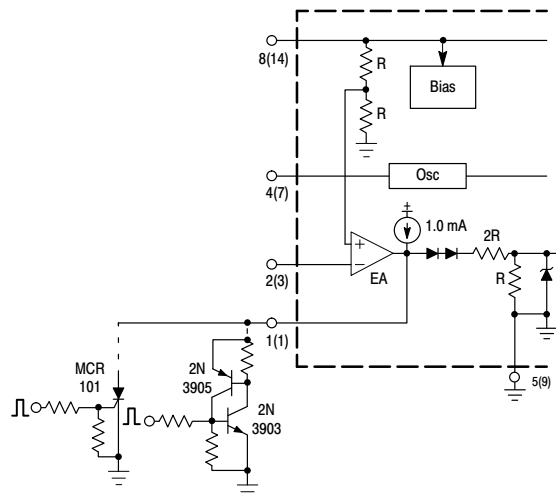 8(14)
R
Bias
R
4(7)
Osc
+
1.0 mA
+
2R
2(3)
−
EA
R
1(1)
5(9)
MCR
101
2N
3905
2N
3903